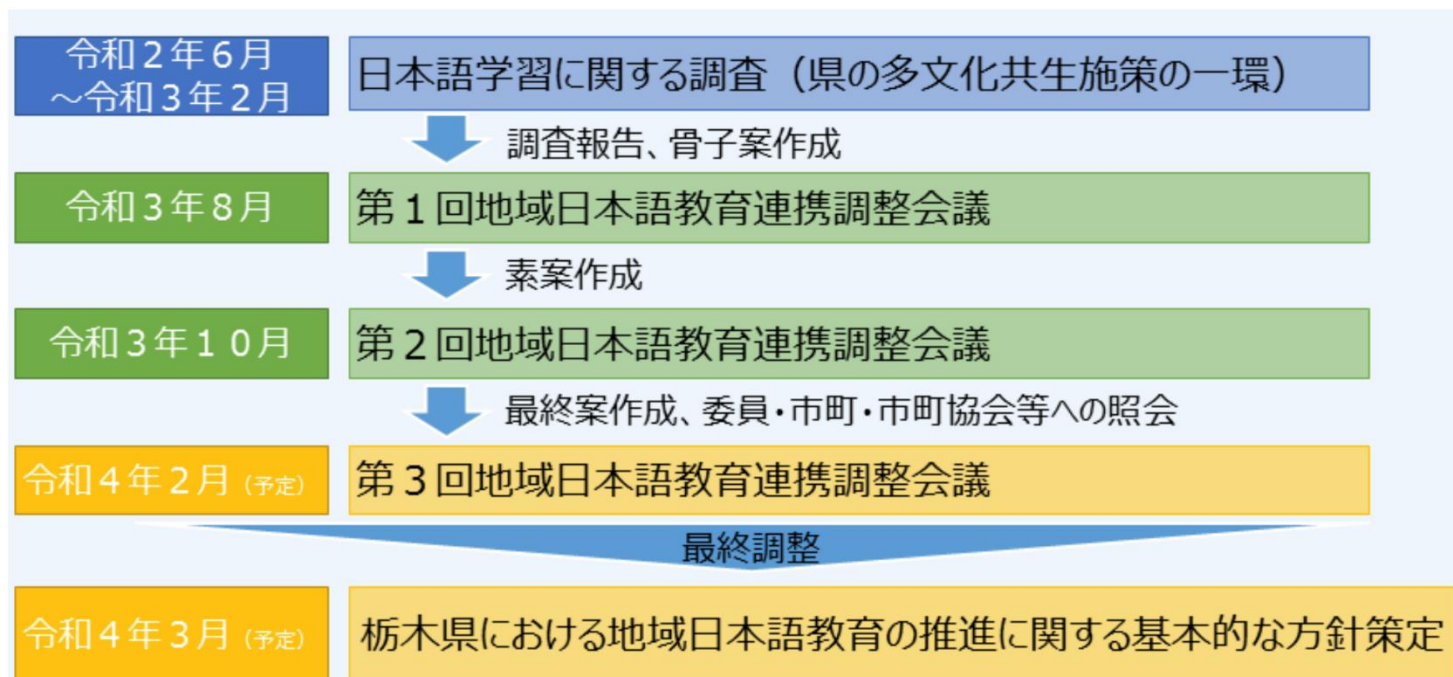 令和２年６月
～令和３年２月
日本語学習に関する調査（県の多文化共生施策の一環）
調査報告、骨子案作成
令和３年８月
第１回地域日本語教育連携調整会議
素案作成
令和３年１０月
第２回地域日本語教育連携調整会議
最終案作成、委員・市町・市町協会等への照会
令和４年２月（予定）
第３回地域日本語教育連携調整会議
最終調整
令和４年３月（予定）
栃木県における地域日本語教育の推進に関する基本的な方針策定